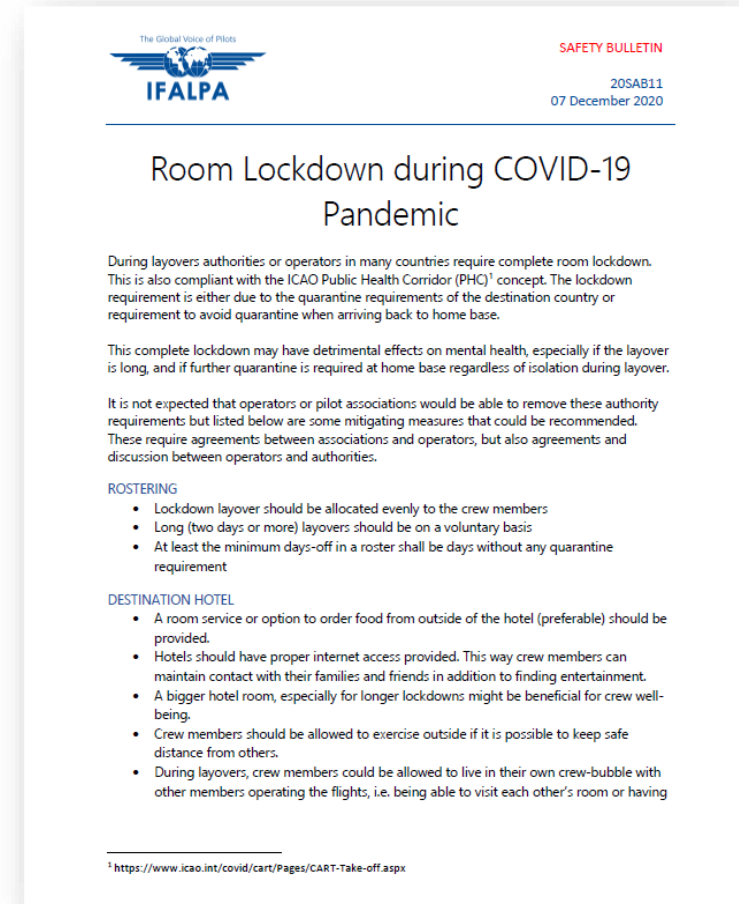 The Global Voice of Pilots
IFALPA
SAFETY BULLETIN
20SAB11
07 December 2020
Room Lockdown during COVID-19
Pandemic
During layovers authorities or operators in many countries require complete room lockdown.
This is also compliant with the ICAO Public Health Corridor (PHC)¹ concept. The lockdown
requirement is either due to the quarantine requirements of the destination country or
requirement to avoid quarantine when arriving back to home base.
This complete lockdown may have detrimental effects on mental health, especially if the layover
is long, and if further quarantine is required at home base regardless of isolation during layover.
It is not expected that operators or pilot associations would be able to remove these authority
requirements but listed below are some mitigating measures that could be recommended.
These require agreements between associations and operators, but also agreements and
discussion between operators and authorities.
ROSTERING
• Lockdown layover should be allocated evenly to the crew members
• Long (two days or more) layovers should be on a voluntary basis
• At least the minimum days-off in a roster shall be days without any quarantine
requirement
DESTINATION HOTEL
• A room service or option to order food from outside of the hotel (preferable) should be
provided.
• Hotels should have proper internet access provided. This way crew members can
maintain contact with their families and friends in addition to finding entertainment.
• A bigger hotel room, especially for longer lockdowns might be beneficial for crew well-
being.
• Crew members should be allowed to exercise outside if it is possible to keep safe
distance from others.
• During layovers, crew members could be allowed to live in their own crew-bubble with
other members operating the flights, i.e. being able to visit each other's room or having
¹ https://www.icao.int/covid/cart/Pages/CART-Take-off.aspx